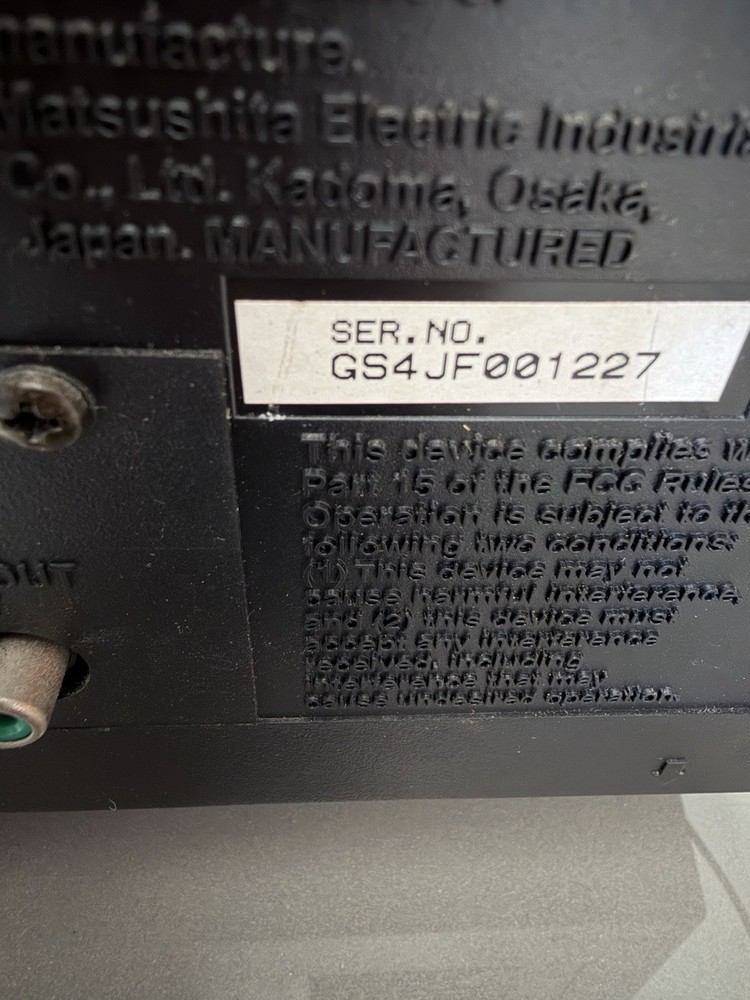 manufacture.
Matsushita Electric Industrial
Co., Ltd. Kadoma, Osaka,
Japan. MANUFACTURED
SER.NO.
GS4JF001227
This device complies w
Part 15 of the FCC Rules
Operation is subject to th
following two conditions:
(1) This device may not
cause harmful interference,
and (2) this device must
accept any interference
received, including
interference that may
cause undesired operation.
OUT